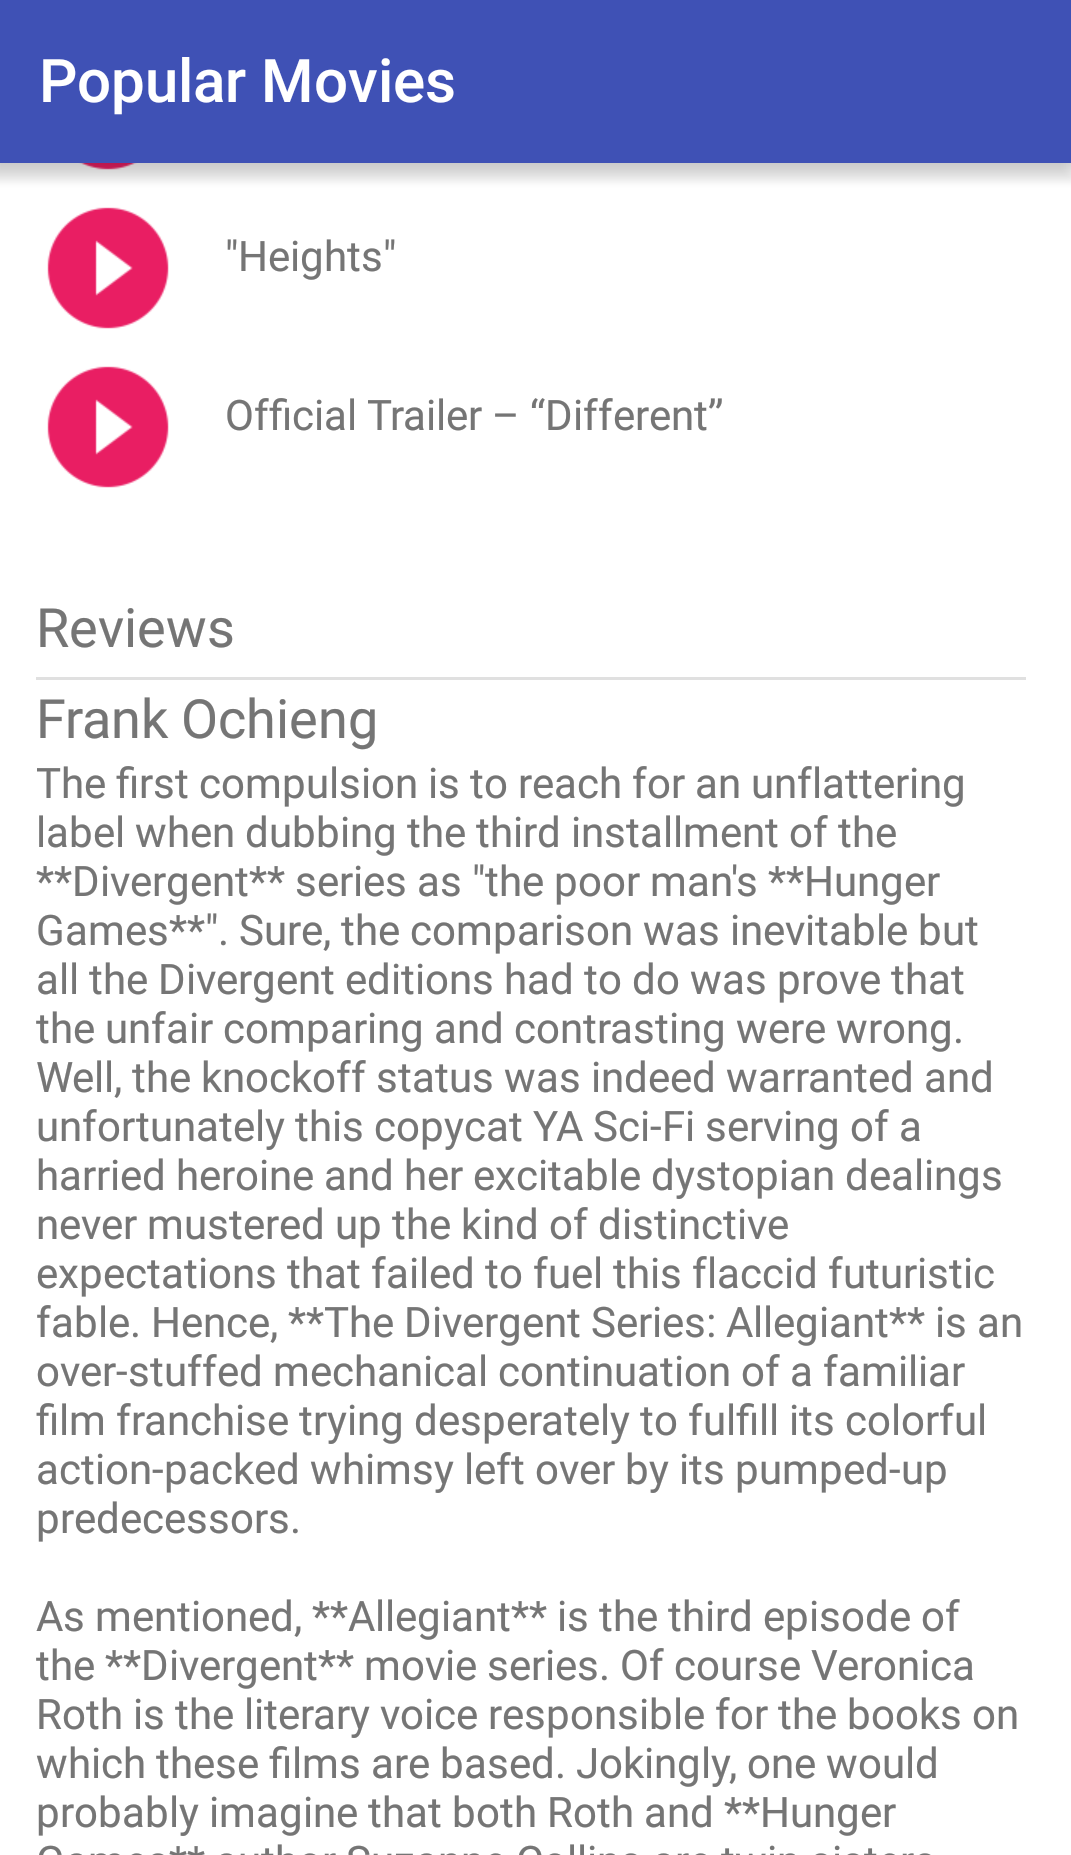 Popular Movies
"Heights"
Official Trailer – “Different”
Reviews
Frank Ochieng
The first compulsion is to reach for an unflattering
label when dubbing the third installment of the
**Divergent** series as "the poor man's **Hunger
Games**". Sure, the comparison was inevitable but
all the Divergent editions had to do was prove that
the unfair comparing and contrasting were wrong.
Well, the knockoff status was indeed warranted and
unfortunately this copycat YA Sci-Fi serving of a
harried heroine and her excitable dystopian dealings
never mustered up the kind of distinctive
expectations that failed to fuel this flaccid futuristic
fable. Hence, **The Divergent Series: Allegiant** is an
over-stuffed mechanical continuation of a familiar
film franchise trying desperately to fulfill its colorful
action-packed whimsy left over by its pumped-up
predecessors.
As mentioned, **Allegiant** is the third episode of
the **Divergent** movie series. Of course Veronica
Roth is the literary voice responsible for the books on
which these films are based. Jokingly, one would
probably imagine that both Roth and **Hunger
Games** author Suzanne Collins are twin sisters